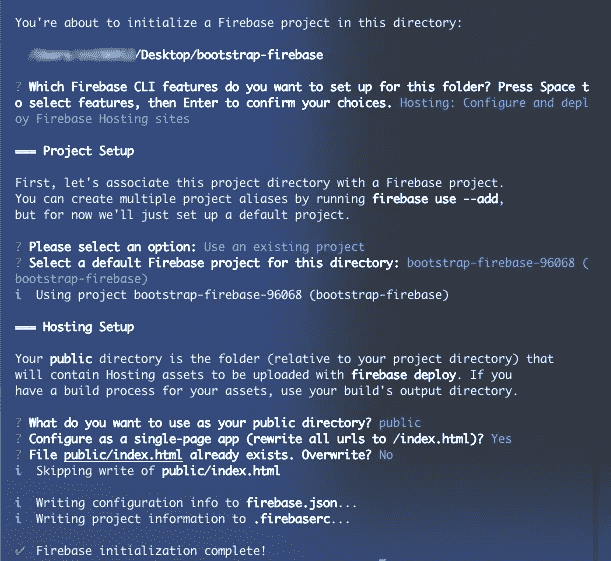 You're about to initialize a Firebase project in this directory:
/Desktop/bootstrap-firebase
? Which Firebase CLI features do you want to set up for this folder? Press Space t
o select features, then Enter to confirm your choices. Hosting: Configure and depl
oy Firebase Hosting sites
=== Project Setup
First, let's associate this project directory with a Firebase project.
You can create multiple project aliases by running firebase use --add,
but for now we'll just set up a default project.
? Please select an option: Use an existing project
? Select a default Firebase project for this directory: bootstrap-firebase-96068 (
bootstrap-firebase)
i  Using project bootstrap-firebase-96068 (bootstrap-firebase)
=== Hosting Setup
Your public directory is the folder (relative to your project directory) that
will contain Hosting assets to be uploaded with firebase deploy. If you
have a build process for your assets, use your build's output directory.
? What do you want to use as your public directory? public
? Configure as a single-page app (rewrite all urls to /index.html)? Yes
? File public/index.html already exists. Overwrite? No
i  Skipping write of public/index.html
i  Writing configuration info to firebase.json...
i  Writing project information to .firebaserc...
✔  Firebase initialization complete!